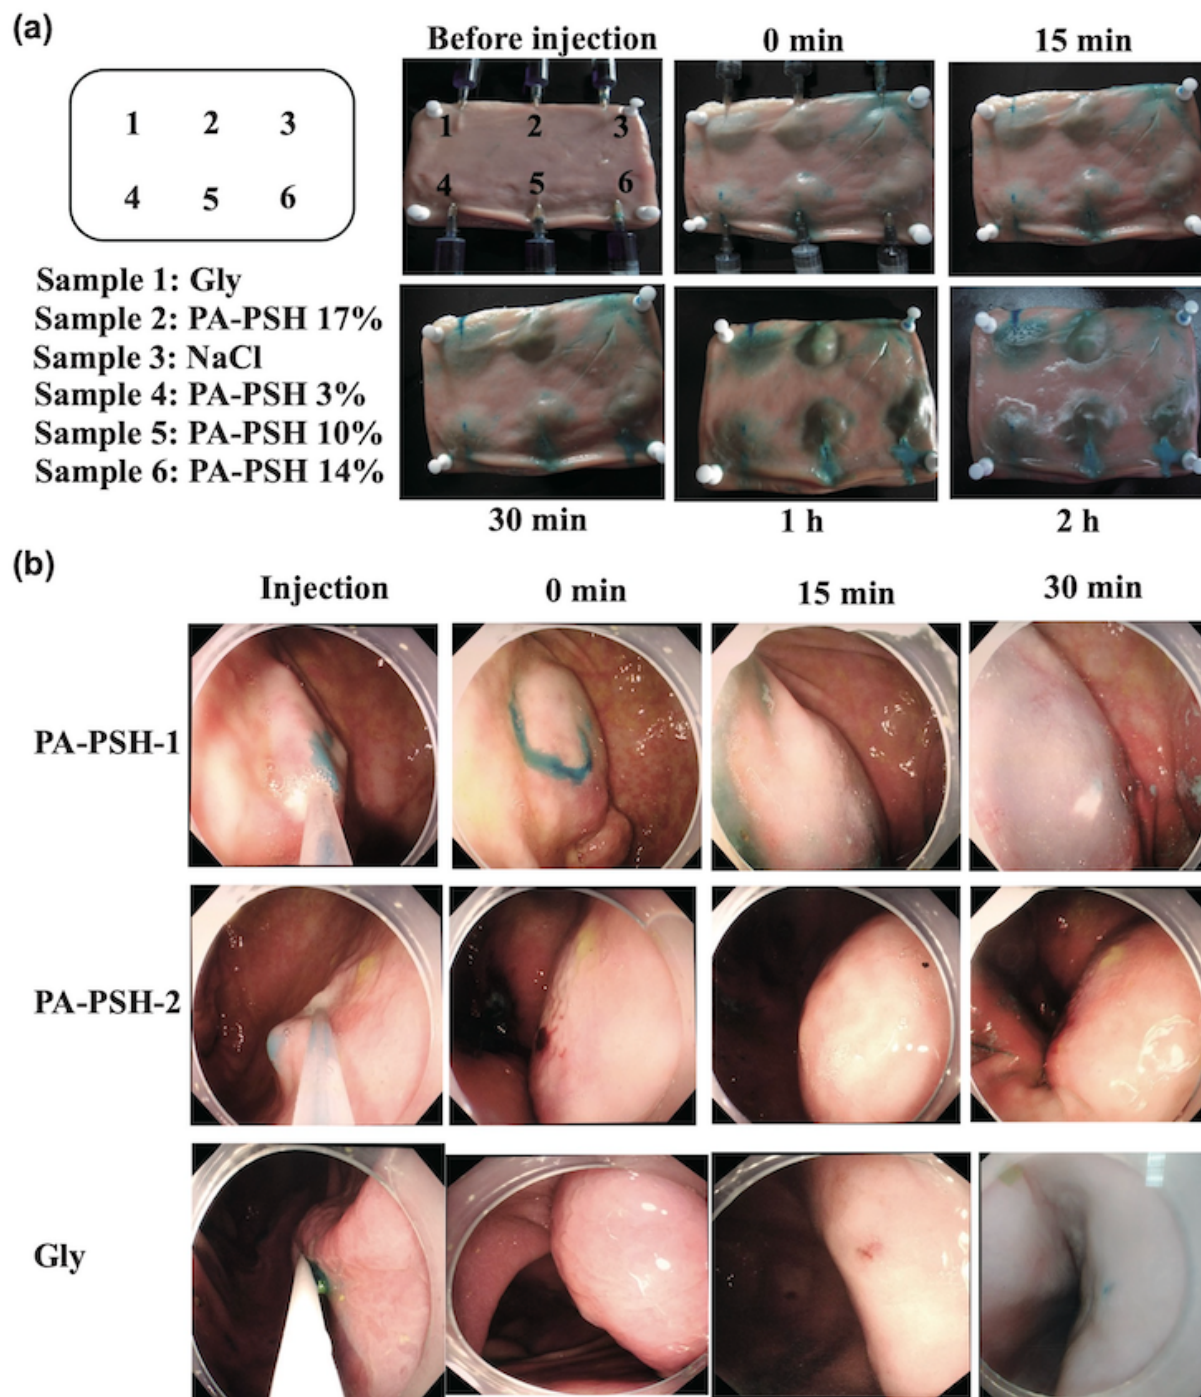 (a)
Before injection
0 min
15 min
1 2 3
4 5 6
1 2 3
4 5 6
Sample 1: Gly
Sample 2: PA-PSH 17%
Sample 3: NaCl
Sample 4: PA-PSH 3%
Sample 5: PA-PSH 10%
Sample 6: PA-PSH 14%
30 min
1 h
2 h
(b)
Injection
0 min
15 min
30 min
PA-PSH-1
PA-PSH-2
Gly